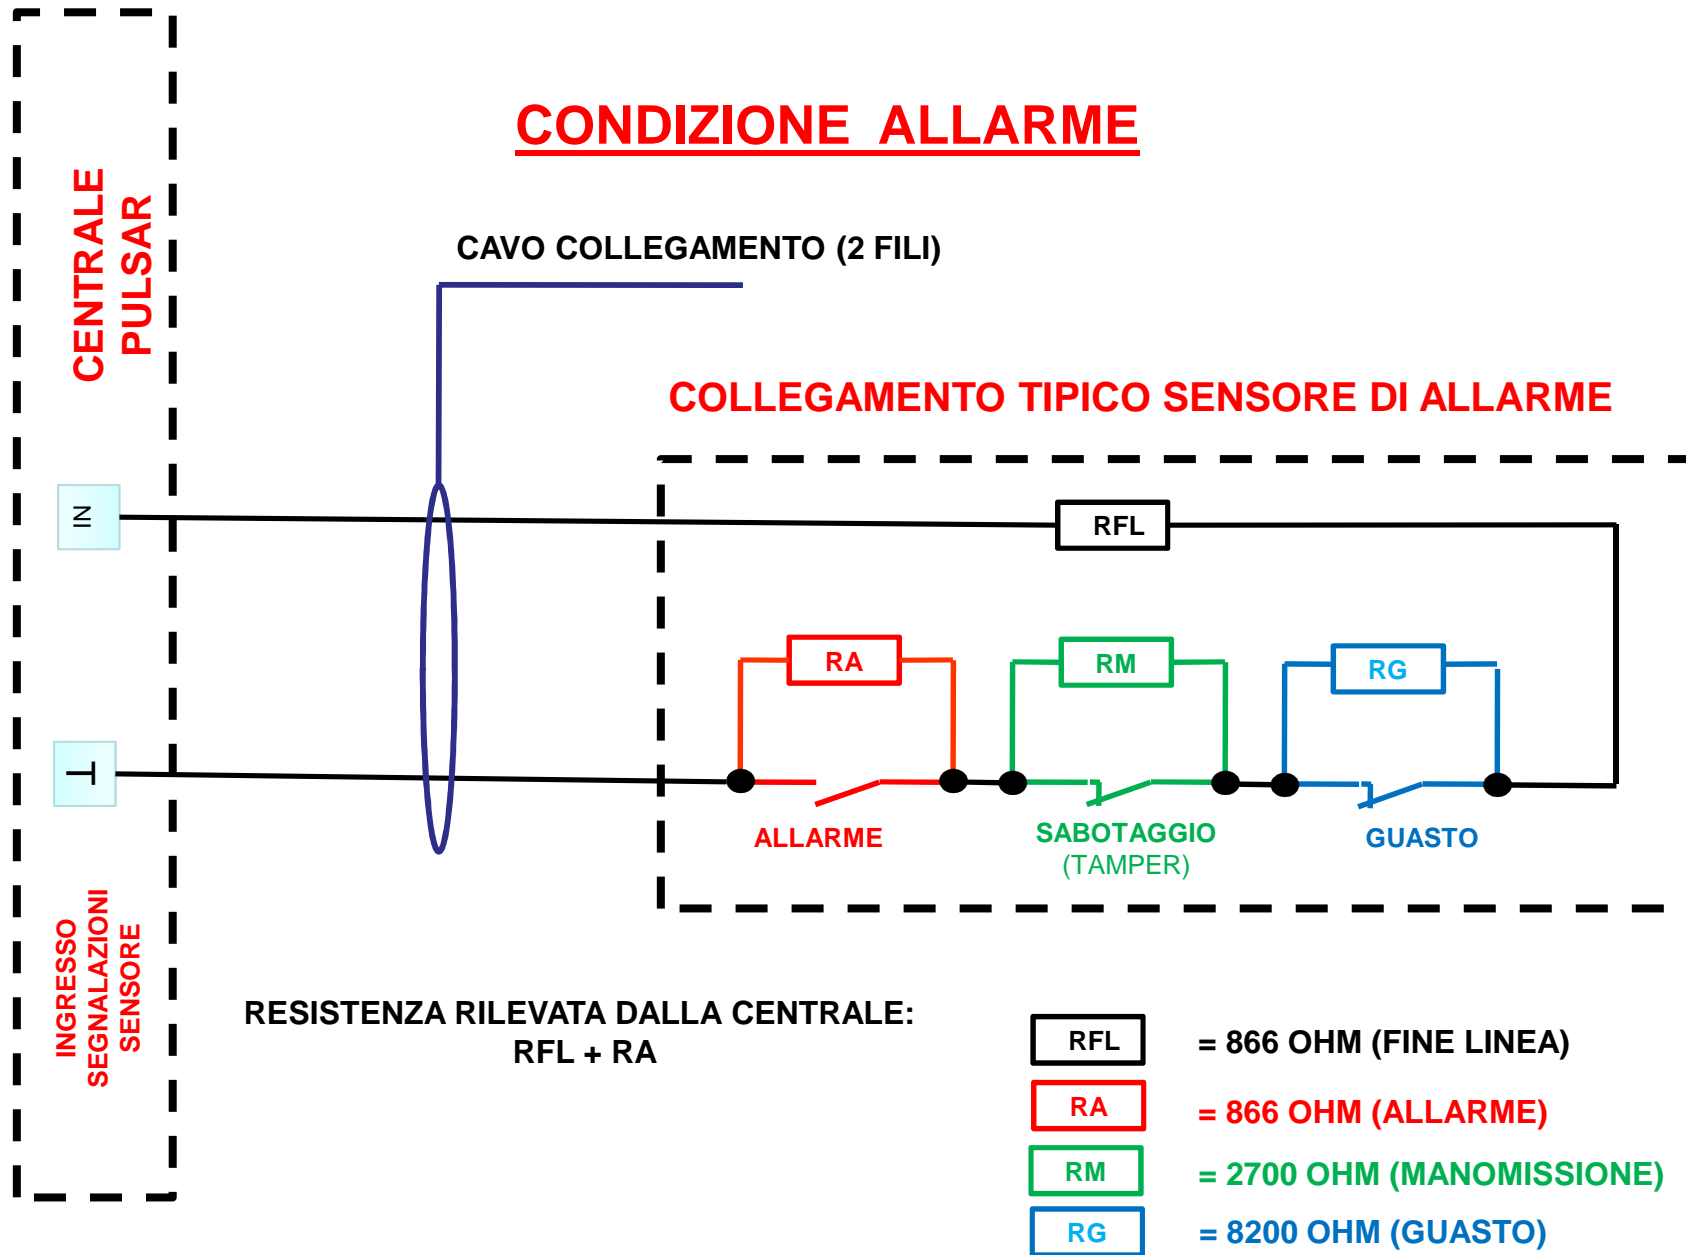 CONDIZIONE ALLARME
CENTRALE
PULSAR
CAVO COLLEGAMENTO (2 FILI)
COLLEGAMENTO TIPICO SENSORE DI ALLARME
IN
RFL
RA
RM
RG
ALLARME
SABOTAGGIO
(TAMPER)
GUASTO
INGRESSO
SEGNALAZIONI
SENSORE
RESISTENZA RILEVATA DALLA CENTRALE:
RFL + RA
RFL = 866 OHM (FINE LINEA)
RA = 866 OHM (ALLARME)
RM = 2700 OHM (MANOMISSIONE)
RG = 8200 OHM (GUASTO)